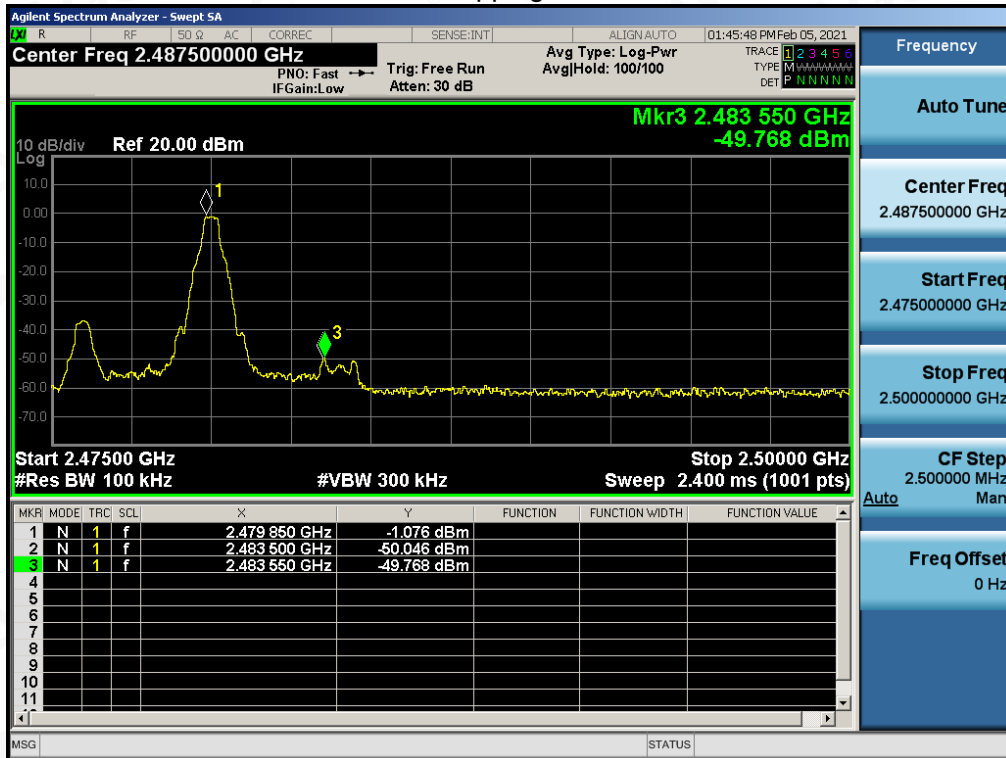 Agilent Spectrum Analyzer - Swept SA
LXI R RF 50 Ω AC CORREC SENSE:INT ALIGN AUTO 01:45:48 PM Feb 05, 2021
Center Freq 2.487500000 GHz
PNO: Fast
IFGain:Low
Trig: Free Run
Atten: 30 dB
Avg Type: Log-Pwr
Avg|Hold: 100/100
TRACE 1 2 3 4 5 6
TYPE M WWWWW
DET P N N N N N
Mkr3 2.483 550 GHz
-49.768 dBm
10 dB/div Ref 20.00 dBm
Log
10.0
0.00
-10.0
-20.0
-30.0
-40.0
-50.0
-60.0
-70.0
1
3
Start 2.47500 GHz Stop 2.50000 GHz
#Res BW 100 kHz #VBW 300 kHz Sweep 2.400 ms (1001 pts)
MKR MODE TRC SCL X Y FUNCTION FUNCTION WIDTH FUNCTION VALUE
1 N 1 f 2.479 850 GHz -1.076 dBm
2 N 1 f 2.483 500 GHz -50.046 dBm
3 N 1 f 2.483 550 GHz -49.768 dBm
4
5
6
7
8
9
10
11
MSG STATUS
Frequency
Auto Tune
Center Freq
2.487500000 GHz
Start Freq
2.475000000 GHz
Stop Freq
2.500000000 GHz
CF Step
2.500000 MHz
Auto Man
Freq Offset
0 Hz